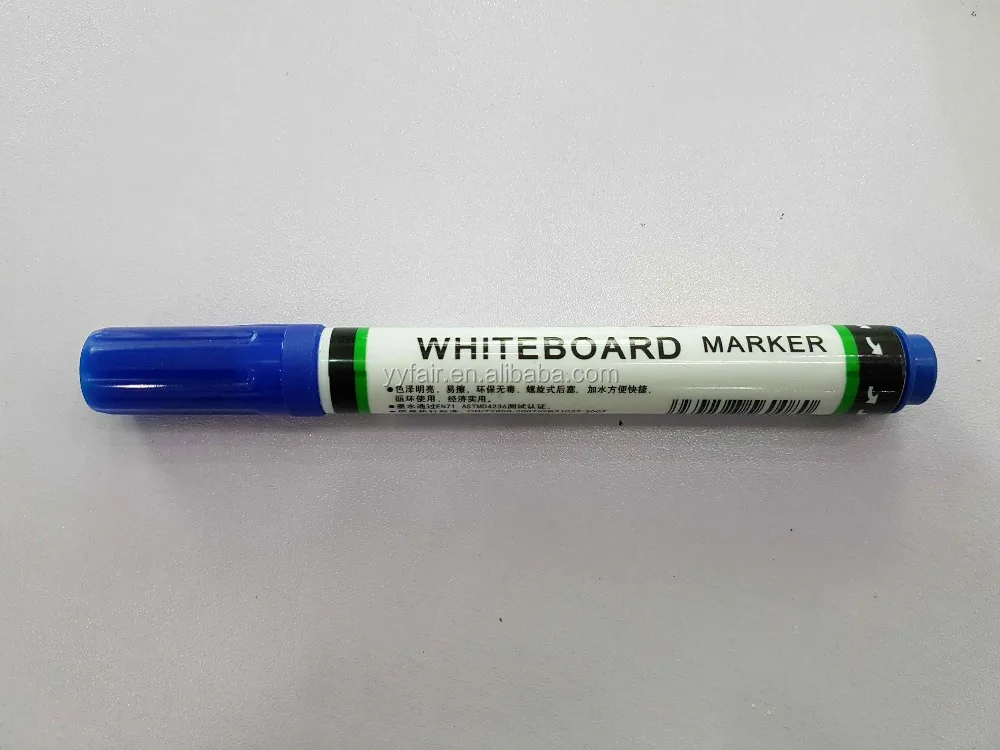 WHITEBOARD MARKER
yyfair.en.alibaba.com
●色泽明亮、易擦、环保无毒、螺旋式后塞、加水方便快捷,
循环使用、经济实用。
●墨水通过EN71、ASTMD4236测试认证。